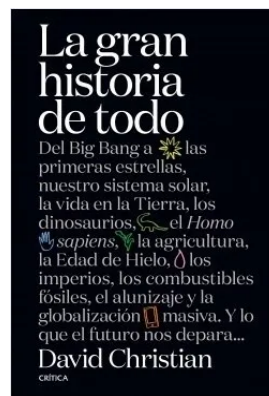 La gran
historia
de todo
Del Big Bang a las
primeras estrellas,
nuestro sistema solar,
la vida en la Tierra, los
dinosaurios, el Homo
sapiens, la agricultura,
la Edad de Hielo, los
imperios, los combustibles
fósiles, el alunizaje y la
globalización masiva. Y lo
que el futuro nos depara...
David Christian
CRÍTICA